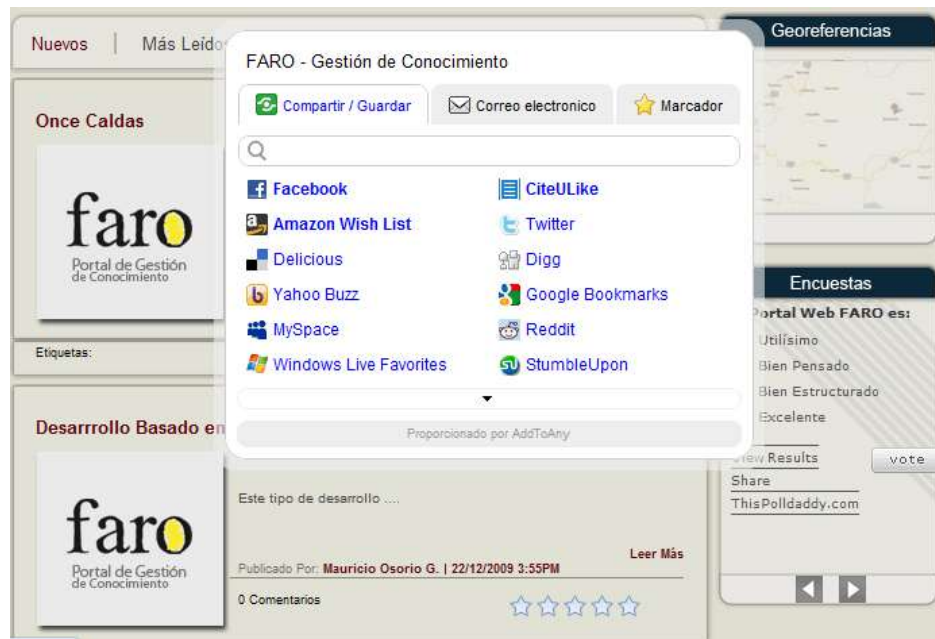 Nuevos | Más Leído
Once Caldas
faro
Portal de Gestión
de Conocimiento
Etiquetas:
Desarrrollo Basado en
faro
Portal de Gestión
de Conocimiento
FARO - Gestión de Conocimiento
Compartir / Guardar
Correo electronico
Marcador
Facebook
CiteULike
Amazon Wish List
Twitter
Delicious
Digg
Yahoo Buzz
Google Bookmarks
MySpace
Reddit
Windows Live Favorites
StumbleUpon
Proporcionado por AddToAny
Este tipo de desarrollo ....
Leer Más
Publicado Por: Mauricio Osorio G. | 22/12/2009 3:55PM
0 Comentarios
Georeferencias
Encuestas
Portal Web FARO es:
Utilísimo
Bien Pensado
Bien Estructurado
Excelente
View Results
vote
Share
ThisPolldaddy.com